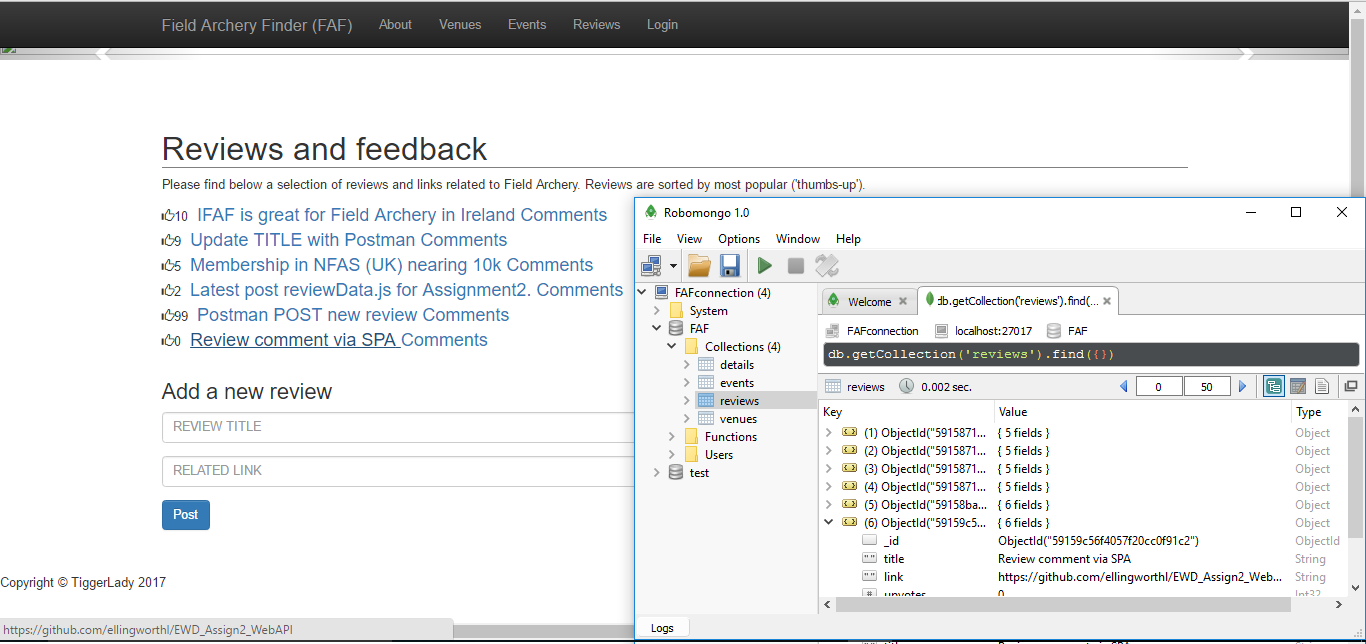 Field Archery Finder (FAF) About Venues Events Reviews Login
Reviews and feedback
Please find below a selection of reviews and links related to Field Archery. Reviews are sorted by most popular ('thumbs-up').
10 IFAF is great for Field Archery in Ireland Comments
9 Update TITLE with Postman Comments
5 Membership in NFAS (UK) nearing 10k Comments
2 Latest post reviewData.js for Assignment2. Comments
99 Postman POST new review Comments
0 Review comment via SPA Comments
Add a new review
REVIEW TITLE
RELATED LINK
Post
Copyright © TiggerLady 2017
https://github.com/ellingworthl/EWD_Assign2_WebAPI
Robomongo 1.0
File View Options Window Help
FAFconnection (4)
System
FAF
Collections (4)
details
events
reviews
venues
Functions
Users
test
Welcome
db.getCollection('reviews').find(...
FAFconnection localhost:27017 FAF
db.getCollection('reviews').find({})
reviews 0.002 sec. 0 50
Key Value Type
(1) ObjectId("5915871... { 5 fields } Object
(2) ObjectId("5915871... { 5 fields } Object
(3) ObjectId("5915871... { 5 fields } Object
(4) ObjectId("5915871... { 5 fields } Object
(5) ObjectId("59158ba... { 6 fields } Object
(6) ObjectId("59159c5... { 6 fields } Object
_id ObjectId("59159c56f4057f20cc0f91c2") ObjectId
title Review comment via SPA String
link https://github.com/ellingworthl/EWD_Assign2_Web... String
upvotes 0 Int32
Logs